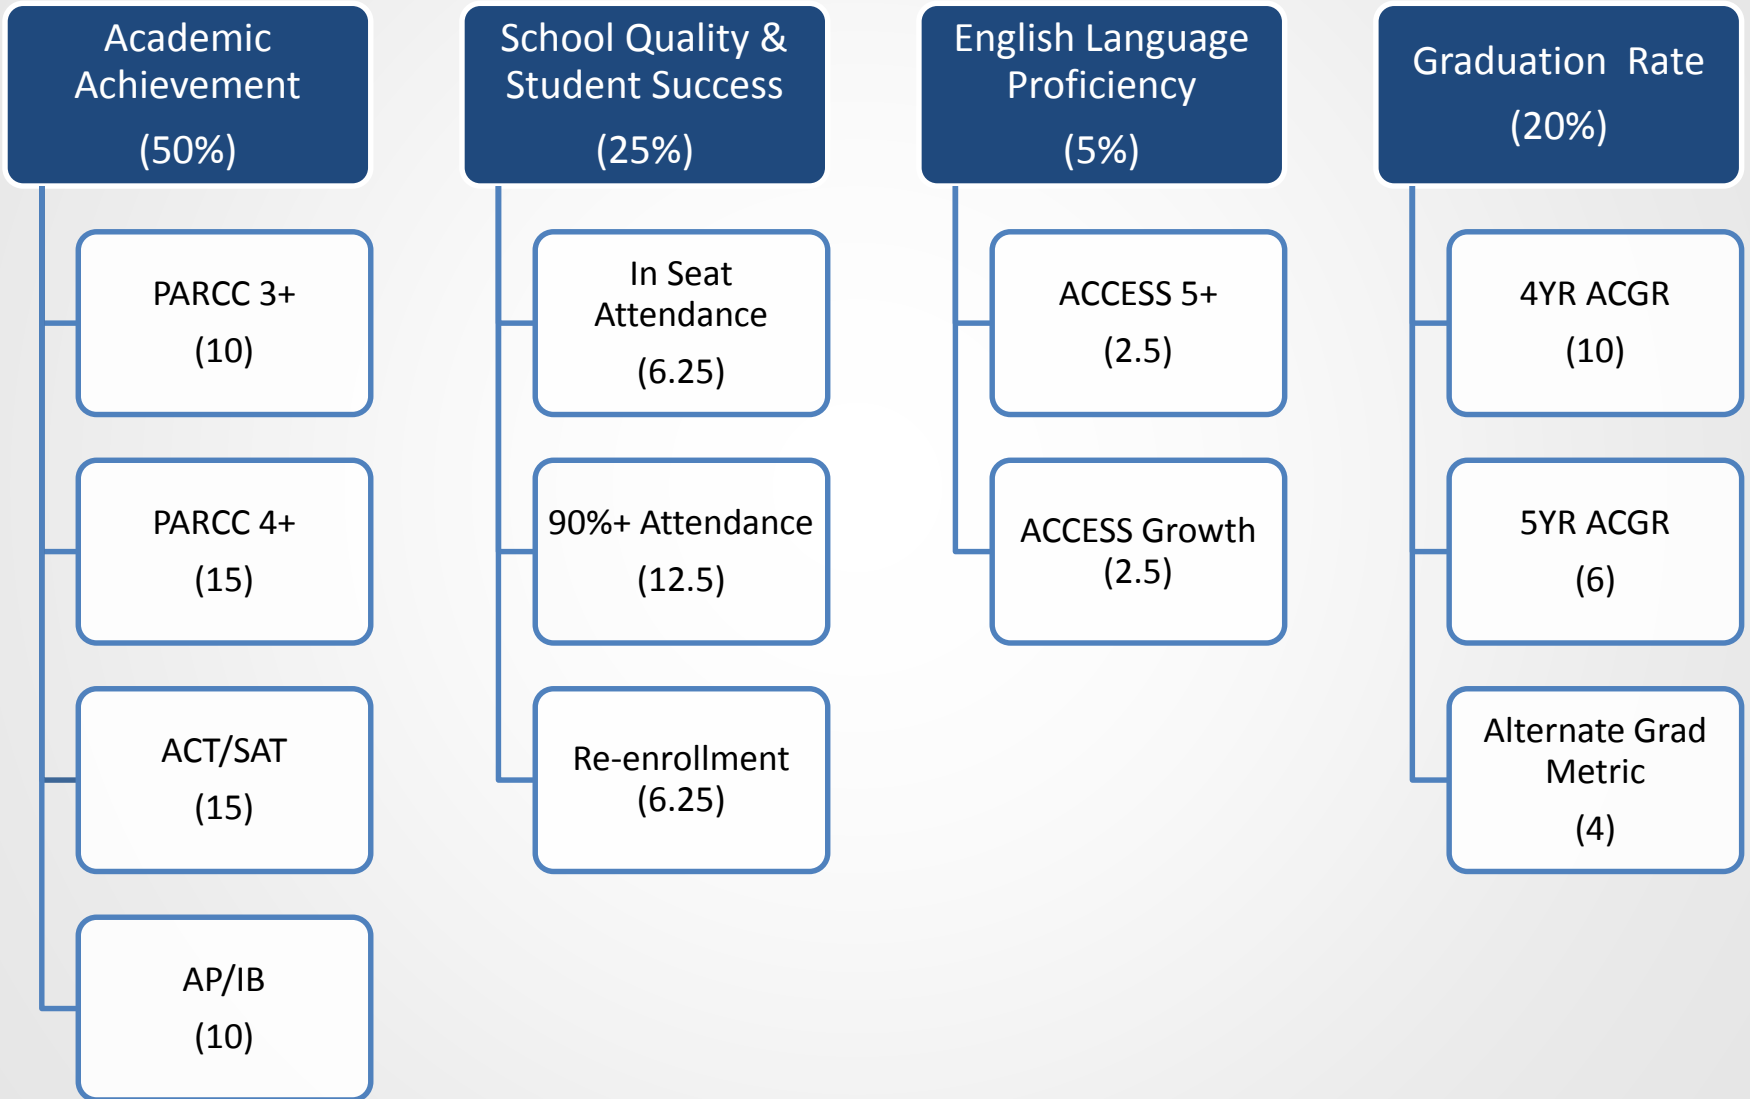 Academic
Achievement
(50%)
PARCC 3+
(10)
PARCC 4+
(15)
ACT/SAT
(15)
AP/IB
(10)
School Quality &
Student Success
(25%)
In Seat
Attendance
(6.25)
90%+ Attendance
(12.5)
Re-enrollment
(6.25)
English Language
Proficiency
(5%)
ACCESS 5+
(2.5)
ACCESS Growth
(2.5)
Graduation Rate
(20%)
4YR ACGR
(10)
5YR ACGR
(6)
Alternate Grad
Metric
(4)